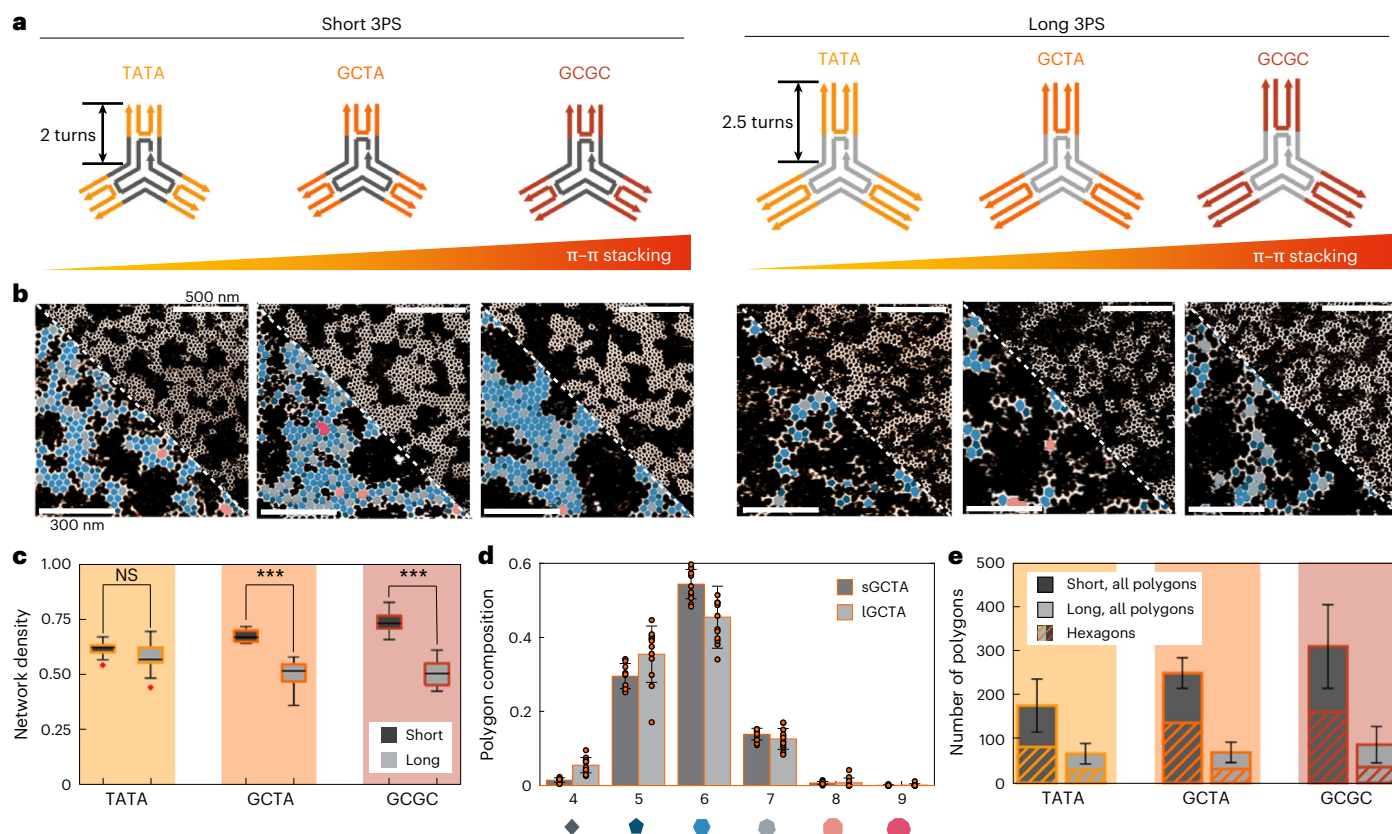 a
Short 3PS
Long 3PS
TATA
GCTA
GCGC
TATA
GCTA
GCGC
2 turns
2.5 turns
π–π stacking
π–π stacking
b
500 nm
300 nm
c
1.00
0.75
0.50
0.25
0
Network density
NS
***
***
Short
Long
TATA
GCTA
GCGC
d
0.6
0.4
0.2
0
Polygon composition
sGCTA
lGCTA
4
5
6
7
8
9
e
500
400
300
200
100
0
Number of polygons
Short, all polygons
Long, all polygons
Hexagons
TATA
GCTA
GCGC